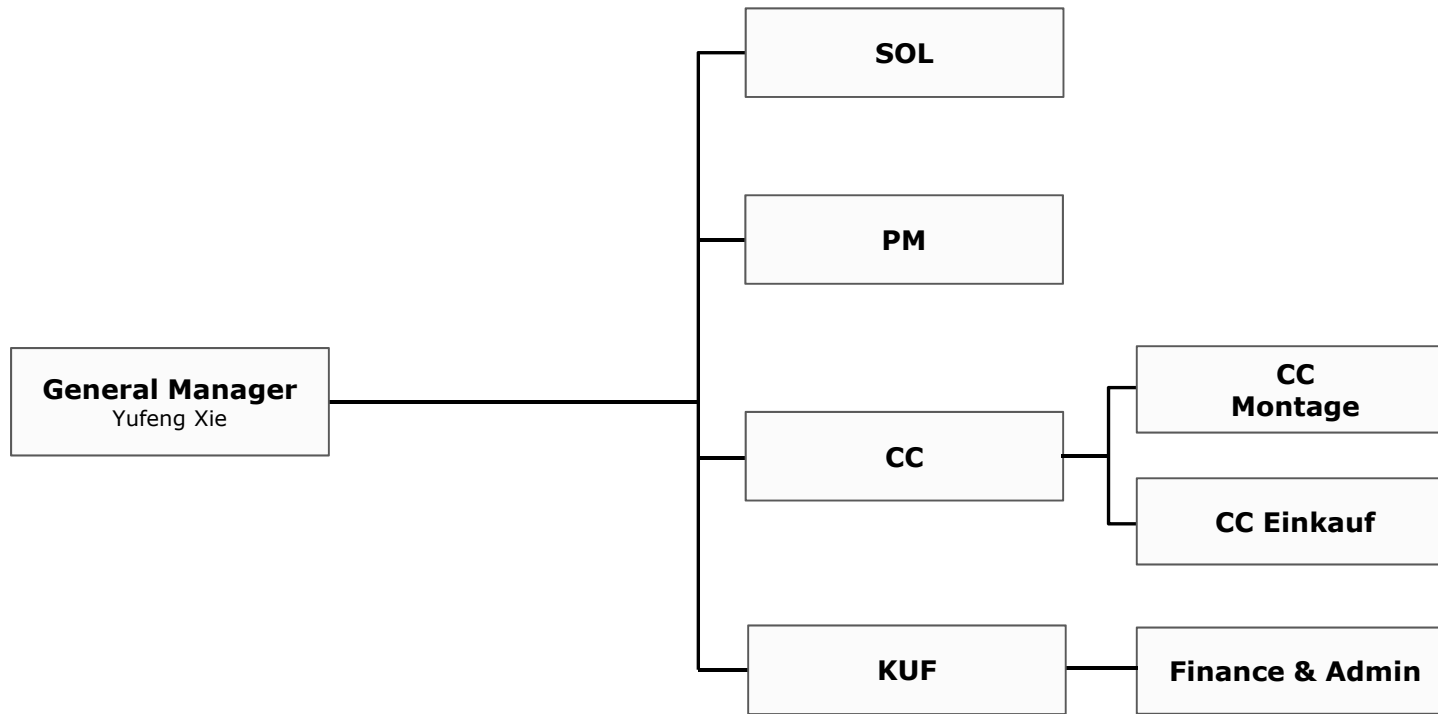 SOL
PM
General Manager
Yufeng Xie
CC
CC
Montage
CC Einkauf
KUF
Finance & Admin